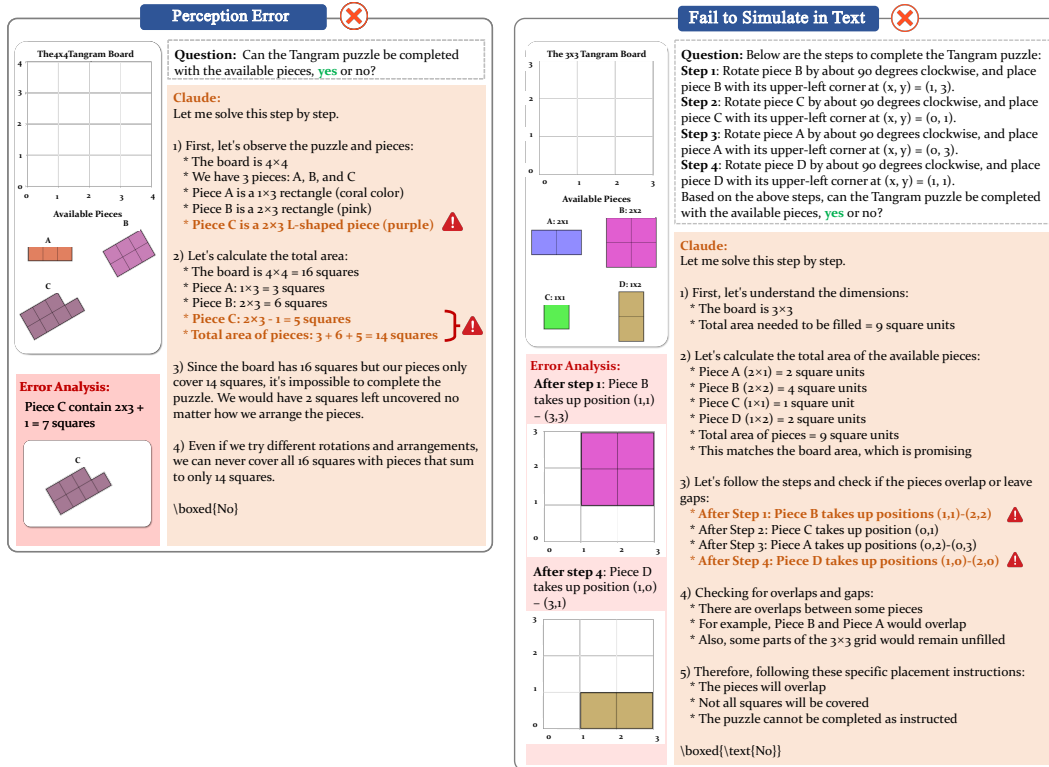 Perception Error
The4x4Tangram Board
4
3
2
1
0
0 1 2 3 4
Available Pieces
A
B
C
Error Analysis:
Piece C contain 2x3 +
1 = 7 squares
C
Question: Can the Tangram puzzle be completed
with the available pieces, yes or no?
Claude:
Let me solve this step by step.
1) First, let's observe the puzzle and pieces:
* The board is 4×4
* We have 3 pieces: A, B, and C
* Piece A is a 1×3 rectangle (coral color)
* Piece B is a 2×3 rectangle (pink)
* Piece C is a 2×3 L-shaped piece (purple)
2) Let's calculate the total area:
* The board is 4×4 = 16 squares
* Piece A: 1×3 = 3 squares
* Piece B: 2×3 = 6 squares
* Piece C: 2×3 - 1 = 5 squares
* Total area of pieces: 3 + 6 + 5 = 14 squares
3) Since the board has 16 squares but our pieces only
cover 14 squares, it's impossible to complete the
puzzle. We would have 2 squares left uncovered no
matter how we arrange the pieces.
4) Even if we try different rotations and arrangements,
we can never cover all 16 squares with pieces that sum
to only 14 squares.
\boxed{No}
Fail to Simulate in Text
The 3x3 Tangram Board
3
2
1
0
0 1 2 3
Available Pieces
A: 2x1
B: 2x2
C: 1x1
D: 1x2
Error Analysis:
After step 1: Piece B
takes up position (1,1)
– (3,3)
3
2
1
0
0 1 2 3
After step 4: Piece D
takes up position (1,0)
– (3,1)
3
2
1
0
0 1 2 3
Question: Below are the steps to complete the Tangram puzzle:
Step 1: Rotate piece B by about 90 degrees clockwise, and place
piece B with its upper-left corner at (x, y) = (1, 3).
Step 2: Rotate piece C by about 90 degrees clockwise, and place
piece C with its upper-left corner at (x, y) = (0, 1).
Step 3: Rotate piece A by about 90 degrees clockwise, and place
piece A with its upper-left corner at (x, y) = (0, 3).
Step 4: Rotate piece D by about 90 degrees clockwise, and place
piece D with its upper-left corner at (x, y) = (1, 1).
Based on the above steps, can the Tangram puzzle be completed
with the available pieces, yes or no?
Claude:
Let me solve this step by step.
1) First, let's understand the dimensions:
* The board is 3×3
* Total area needed to be filled = 9 square units
2) Let's calculate the total area of the available pieces:
* Piece A (2×1) = 2 square units
* Piece B (2×2) = 4 square units
* Piece C (1×1) = 1 square unit
* Piece D (1×2) = 2 square units
* Total area of pieces = 9 square units
* This matches the board area, which is promising
3) Let's follow the steps and check if the pieces overlap or leave
gaps:
* After Step 1: Piece B takes up positions (1,1)-(2,2)
* After Step 2: Piece C takes up position (0,1)
* After Step 3: Piece A takes up positions (0,2)-(0,3)
* After Step 4: Piece D takes up positions (1,0)-(2,0)
4) Checking for overlaps and gaps:
* There are overlaps between some pieces
* For example, Piece B and Piece A would overlap
* Also, some parts of the 3×3 grid would remain unfilled
5) Therefore, following these specific placement instructions:
* The pieces will overlap
* Not all squares will be covered
* The puzzle cannot be completed as instructed
\boxed{\text{No}}